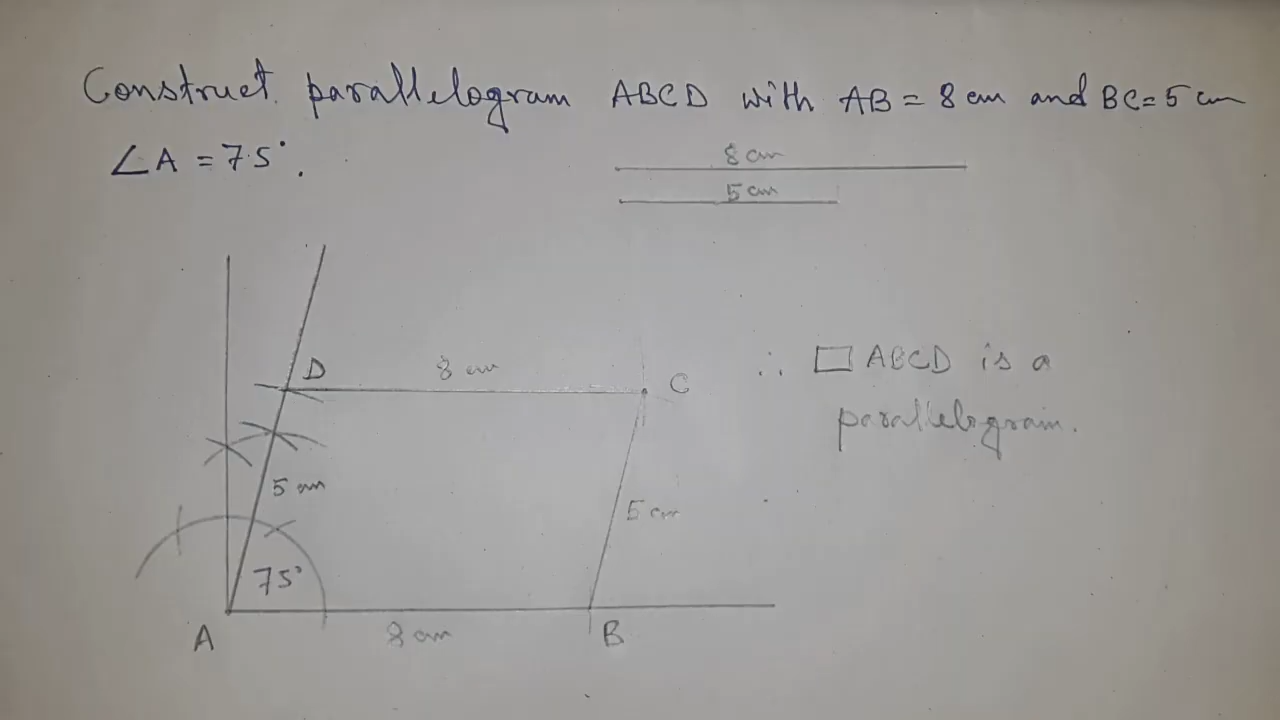 Construct parallelogram ABCD with AB = 8 cm and BC = 5 cm
∠A = 75°.
8 cm
5 cm
D
8 cm
C
∴ □ ABCD is a
parallelogram.
5 cm
5 cm
75°
A
8 cm
B